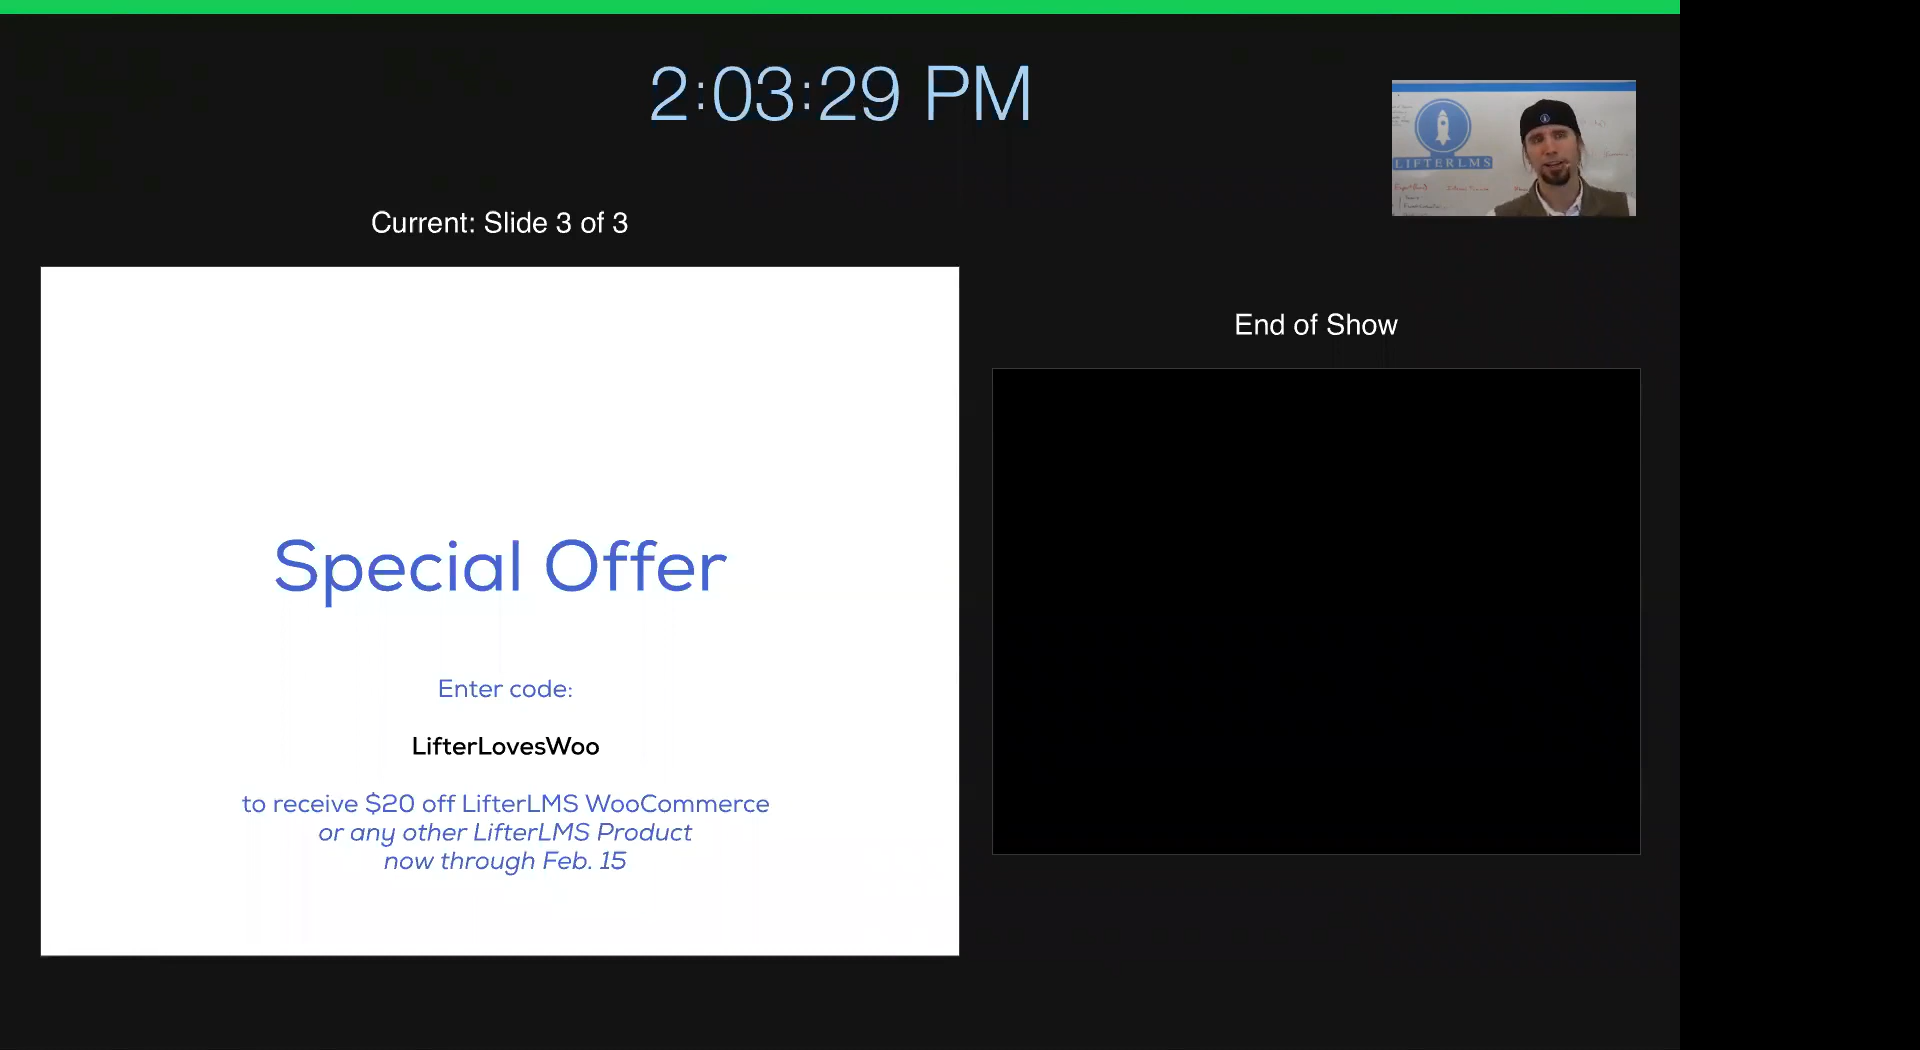 2:03:29 PM
LIFTERLMS
Current: Slide 3 of 3
End of Show
Special Offer
Enter code:
LifterLovesWoo
to receive $20 off LifterLMS WooCommerce
or any other LifterLMS Product
now through Feb. 15